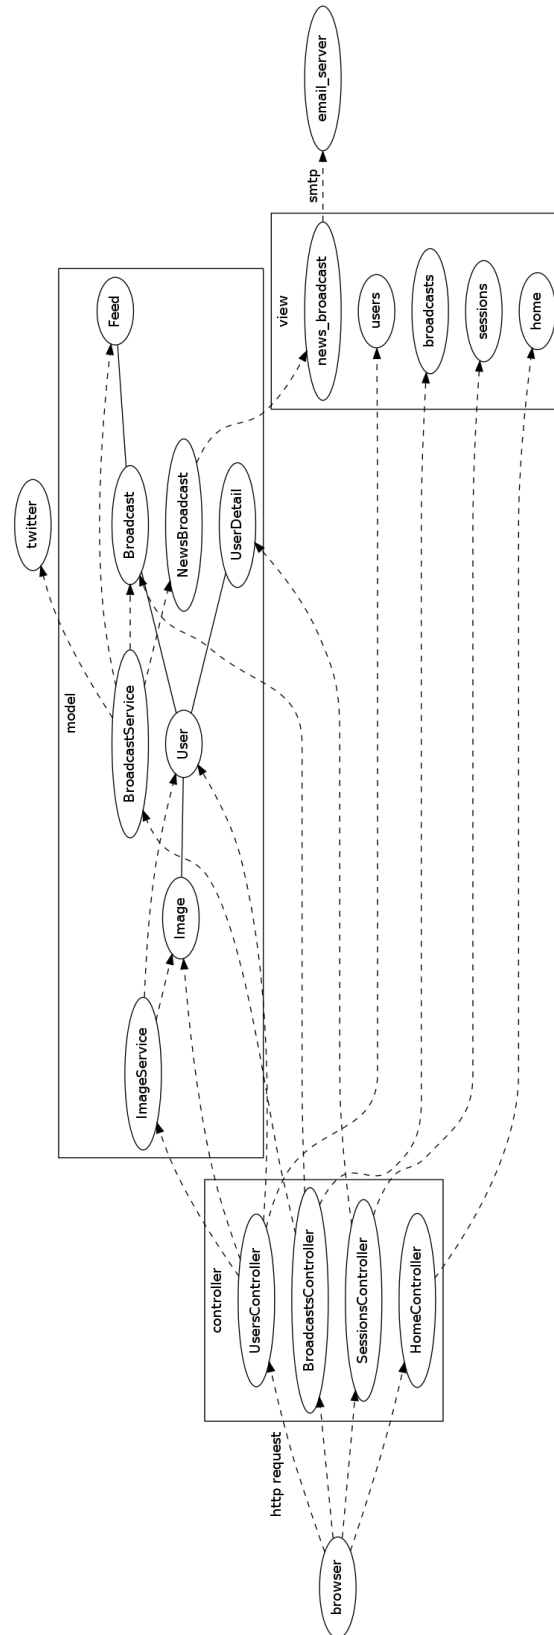 browser
http request
controller
UsersController
BroadcastsController
SessionsController
HomeController
model
ImageService
Image
BroadcastService
User
twitter
Broadcast
NewsBroadcast
UserDetail
Feed
view
news_broadcast
users
broadcasts
sessions
home
smtp
email_server